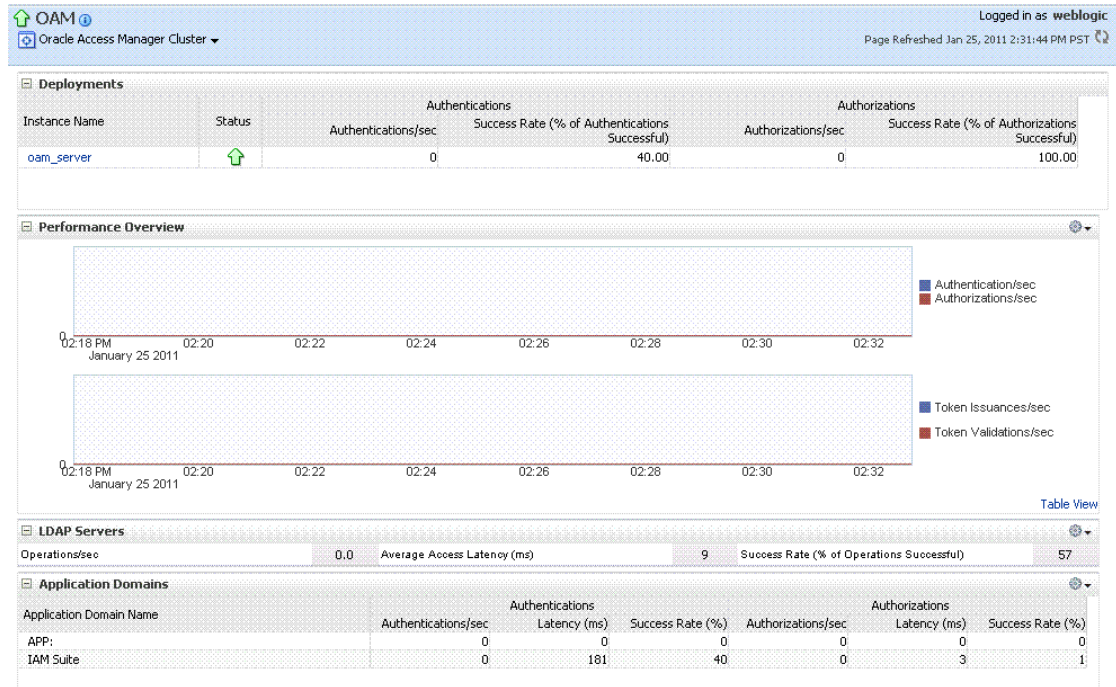 OAM
Logged in as weblogic
Oracle Access Manager Cluster
Page Refreshed Jan 25, 2011 2:31:44 PM PST
Deployments
Authentications Authorizations
Instance Name Status Authentications/sec Success Rate (% of Authentications Successful) Authorizations/sec Success Rate (% of Authorizations Successful)
oam_server 0 40.00 0 100.00
Performance Overview
Authentication/sec
Authorizations/sec
0
02:18 PM 02:20 02:22 02:24 02:26 02:28 02:30 02:32
January 25 2011
Token Issuances/sec
Token Validations/sec
0
02:18 PM 02:20 02:22 02:24 02:26 02:28 02:30 02:32
January 25 2011
Table View
LDAP Servers
Operations/sec 0.0 Average Access Latency (ms) 9 Success Rate (% of Operations Successful) 57
Application Domains
Authentications Authorizations
Application Domain Name Authentications/sec Latency (ms) Success Rate (%) Authorizations/sec Latency (ms) Success Rate (%)
APP: 0 0 0 0 0 0
IAM Suite 0 181 40 0 3 1